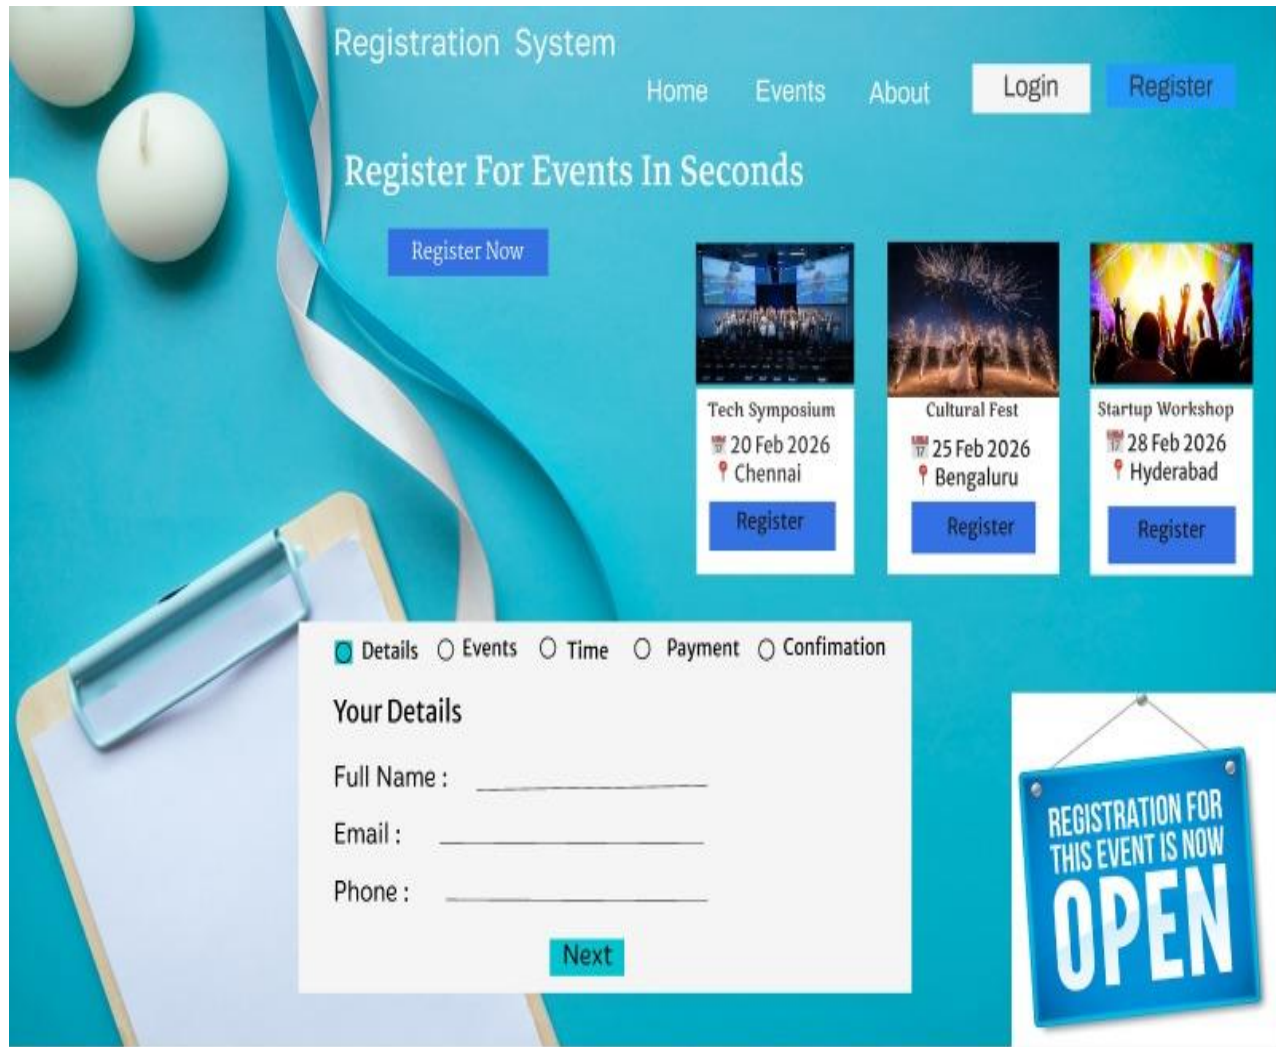 Registration System
Home Events About Login Register
Register For Events In Seconds
Register Now
Tech Symposium
📅 20 Feb 2026
📍 Chennai
Register
Cultural Fest
📅 25 Feb 2026
📍 Bengaluru
Register
Startup Workshop
📅 28 Feb 2026
📍 Hyderabad
Register
Details Events Time Payment Confimation
Your Details
Full Name :
Email :
Phone :
Next
REGISTRATION FOR
THIS EVENT IS NOW
OPEN